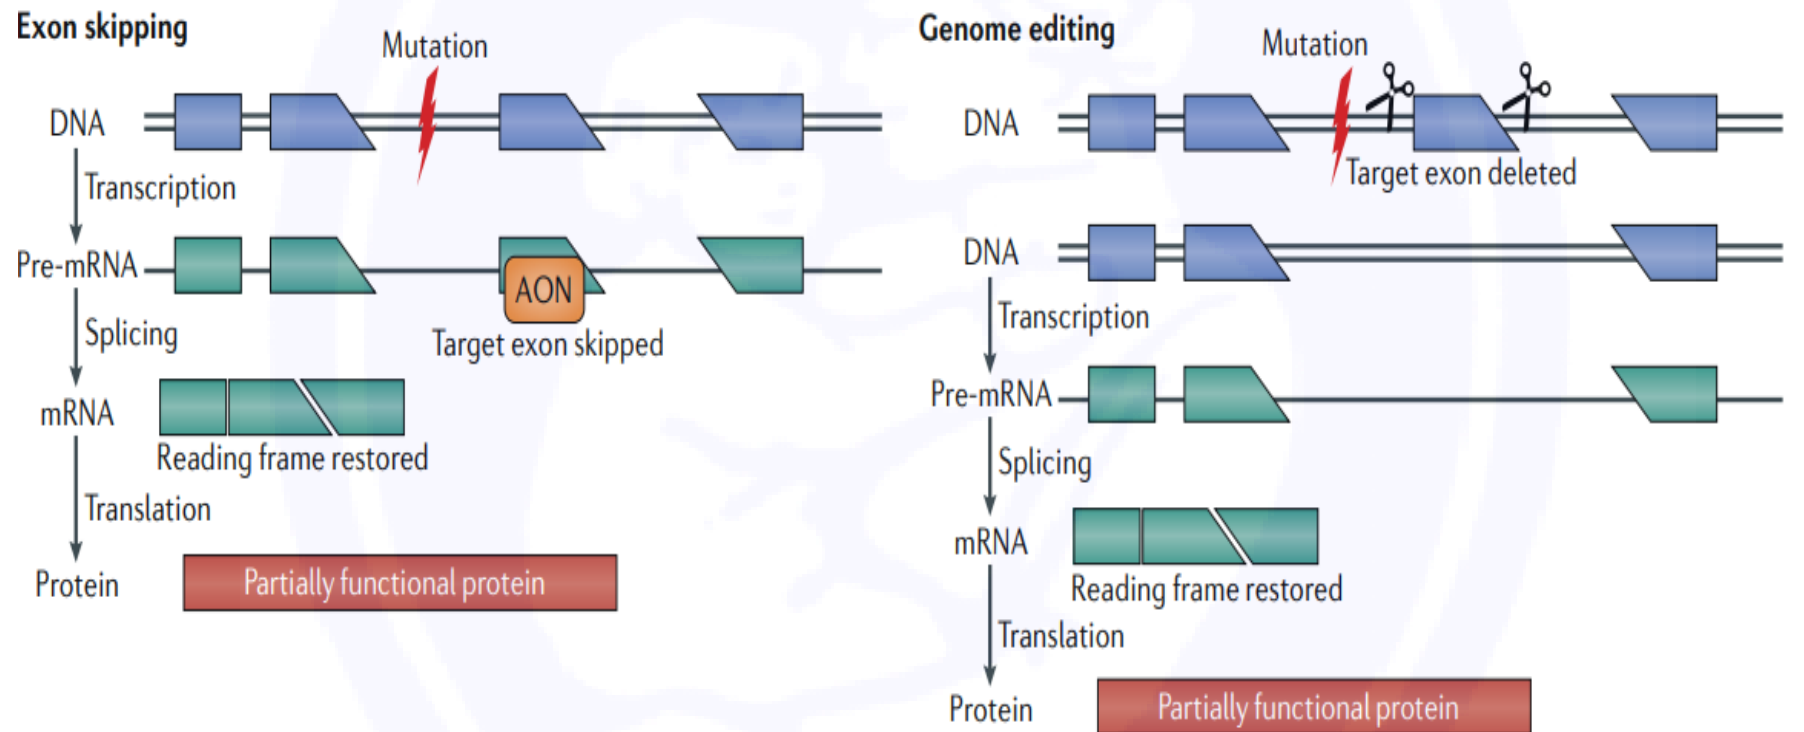 Exon skipping
Mutation
DNA
Transcription
Pre-mRNA
AON
Target exon skipped
Splicing
mRNA
Reading frame restored
Translation
Protein
Partially functional protein
Genome editing
Mutation
DNA
Target exon deleted
DNA
Transcription
Pre-mRNA
Splicing
mRNA
Reading frame restored
Translation
Protein
Partially functional protein